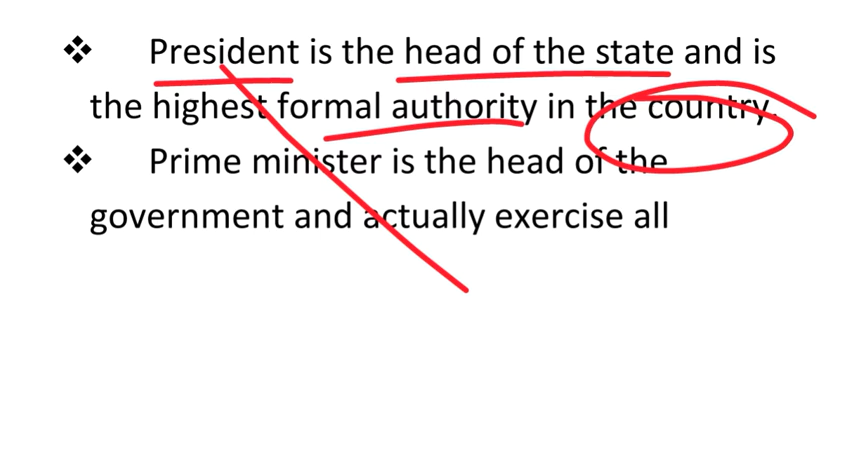 ❖ President is the head of the state and is
the highest formal authority in the country.
❖ Prime minister is the head of the
government and actually exercise all